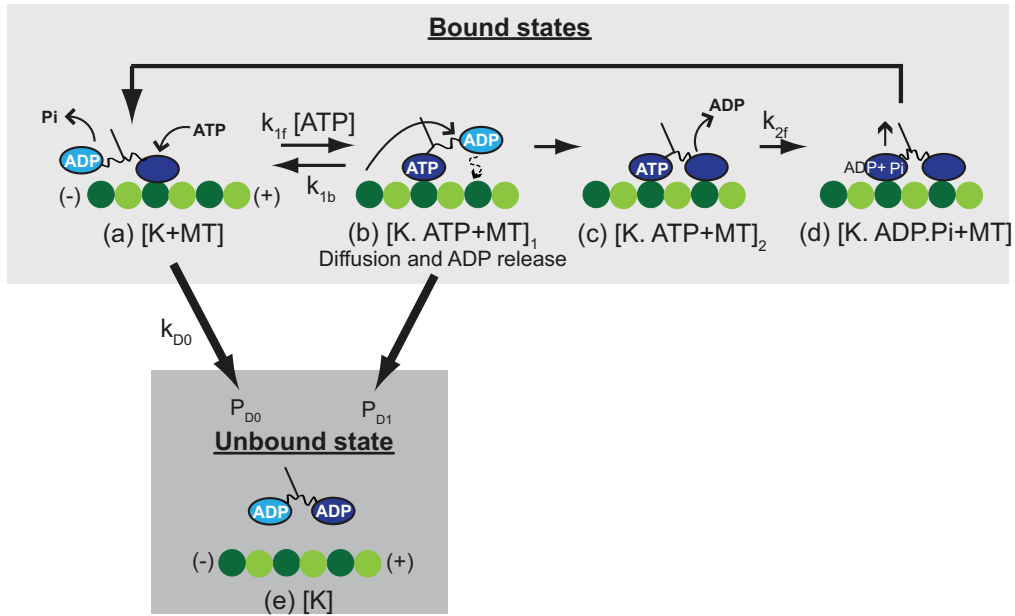 Bound states
Pi
ATP
ADP
k1f [ATP]
k1b
ATP
ADP
ATP
ADP
k2f
ADP+ Pi
(-)
(+)
(a) [K+MT]
(b) [K. ATP+MT]1
(c) [K. ATP+MT]2
(d) [K. ADP.Pi+MT]
Diffusion and ADP release
kD0
PD0
PD1
Unbound state
ADP
ADP
(-)
(+)
(e) [K]